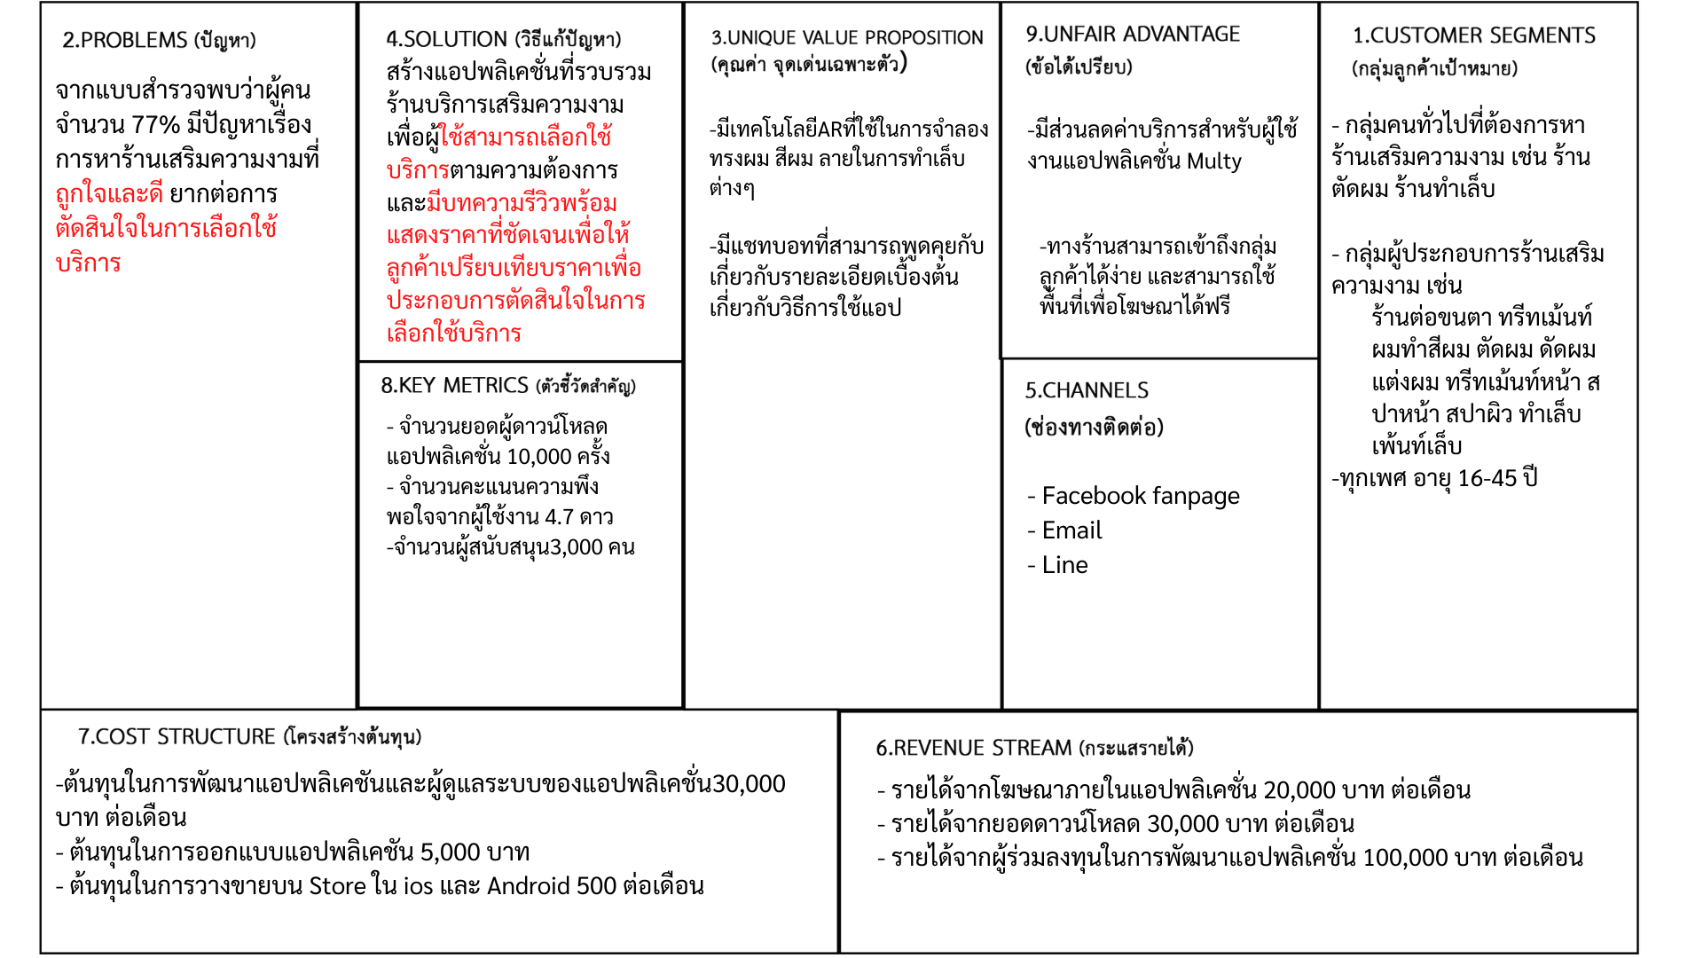 2.PROBLEMS (ปัญหา)
จากแบบสำรวจพบว่าผู้คน
จำนวน 77% มีปัญหาเรื่อง
การหาร้านเสริมความงามที่
ถูกใจและดี ยากต่อการ
ตัดสินใจในการเลือกใช้
บริการ
4.SOLUTION (วิธีแก้ปัญหา)
สร้างแอปพลิเคชั่นที่รวบรวม
ร้านบริการเสริมความงาม
เพื่อผู้ใช้สามารถเลือกใช้
บริการตามความต้องการ
และมีบทความรีวิวพร้อม
แสดงราคาที่ชัดเจนเพื่อให้
ลูกค้าเปรียบเทียบราคาเพื่อ
ประกอบการตัดสินใจในการ
เลือกใช้บริการ
8.KEY METRICS (ตัวชี้วัดสำคัญ)
- จำนวนยอดผู้ดาวน์โหลด
แอปพลิเคชั่น 10,000 ครั้ง
- จำนวนคะแนนความพึง
พอใจจากผู้ใช้งาน 4.7 ดาว
-จำนวนผู้สนับสนุน3,000 คน
3.UNIQUE VALUE PROPOSITION
(คุณค่า จุดเด่นเฉพาะตัว)
-มีเทคโนโลยีARที่ใช้ในการจำลอง
ทรงผม สีผม ลายในการทำเล็บ
ต่างๆ
-มีแชทบอทที่สามารถพูดคุยกับ
เกี่ยวกับรายละเอียดเบื้องต้น
เกี่ยวกับวิธีการใช้แอป
9.UNFAIR ADVANTAGE
(ข้อได้เปรียบ)
-มีส่วนลดค่าบริการสำหรับผู้ใช้
งานแอปพลิเคชั่น Multy
-ทางร้านสามารถเข้าถึงกลุ่ม
ลูกค้าได้ง่าย และสามารถใช้
พื้นที่เพื่อโฆษณาได้ฟรี
5.CHANNELS
(ช่องทางติดต่อ)
- Facebook fanpage
- Email
- Line
1.CUSTOMER SEGMENTS
(กลุ่มลูกค้าเป้าหมาย)
- กลุ่มคนทั่วไปที่ต้องการหา
ร้านเสริมความงาม เช่น ร้าน
ตัดผม ร้านทำเล็บ
- กลุ่มผู้ประกอบการร้านเสริม
ความงาม เช่น
ร้านต่อขนตา ทรีทเม้นท์
ผมทำสีผม ตัดผม ดัดผม
แต่งผม ทรีทเม้นท์หน้า ส
ปาหน้า สปาผิว ทำเล็บ
เพ้นท์เล็บ
-ทุกเพศ อายุ 16-45 ปี
7.COST STRUCTURE (โครงสร้างต้นทุน)
-ต้นทุนในการพัฒนาแอปพลิเคชันและผู้ดูแลระบบของแอปพลิเคชั่น30,000
บาท ต่อเดือน
- ต้นทุนในการออกแบบแอปพลิเคชัน 5,000 บาท
- ต้นทุนในการวางขายบน Store ใน ios และ Android 500 ต่อเดือน
6.REVENUE STREAM (กระแสรายได้)
- รายได้จากโฆษณาภายในแอปพลิเคชั่น 20,000 บาท ต่อเดือน
- รายได้จากยอดดาวน์โหลด 30,000 บาท ต่อเดือน
- รายได้จากผู้ร่วมลงทุนในการพัฒนาแอปพลิเคชั่น 100,000 บาท ต่อเดือน